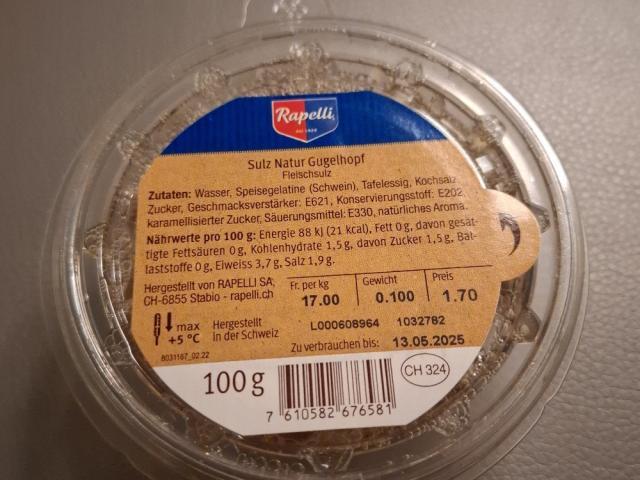 Rapelli
Sulz Natur Gugelhopf
Fleischsulz
Zutaten: Wasser, Speisegelatine (Schwein), Tafelessig, Kochsalz,
Zucker, Geschmacksverstärker: E621, Konservierungsstoff: E202,
karamellisierter Zucker, Säuerungsmittel: E330, natürliches Aroma.
Nährwerte pro 100 g: Energie 88 kJ (21 kcal), Fett 0 g, davon gesät-
tigte Fettsäuren 0 g, Kohlenhydrate 1,5 g, davon Zucker 1,5 g, Bal-
laststoffe 0 g, Eiweiss 3,7 g, Salz 1,9 g.
Hergestellt von RAPELLI SA,
CH-6855 Stabio - rapelli.ch
Fr. per kg Gewicht Preis
17.00 0.100 1.70
max
+5 °C
Hergestellt
in der Schweiz
L000608964 1032782
Zu verbrauchen bis: 13.05.2025
8031167_02.22
100 g
CH 324
7 610582 676581